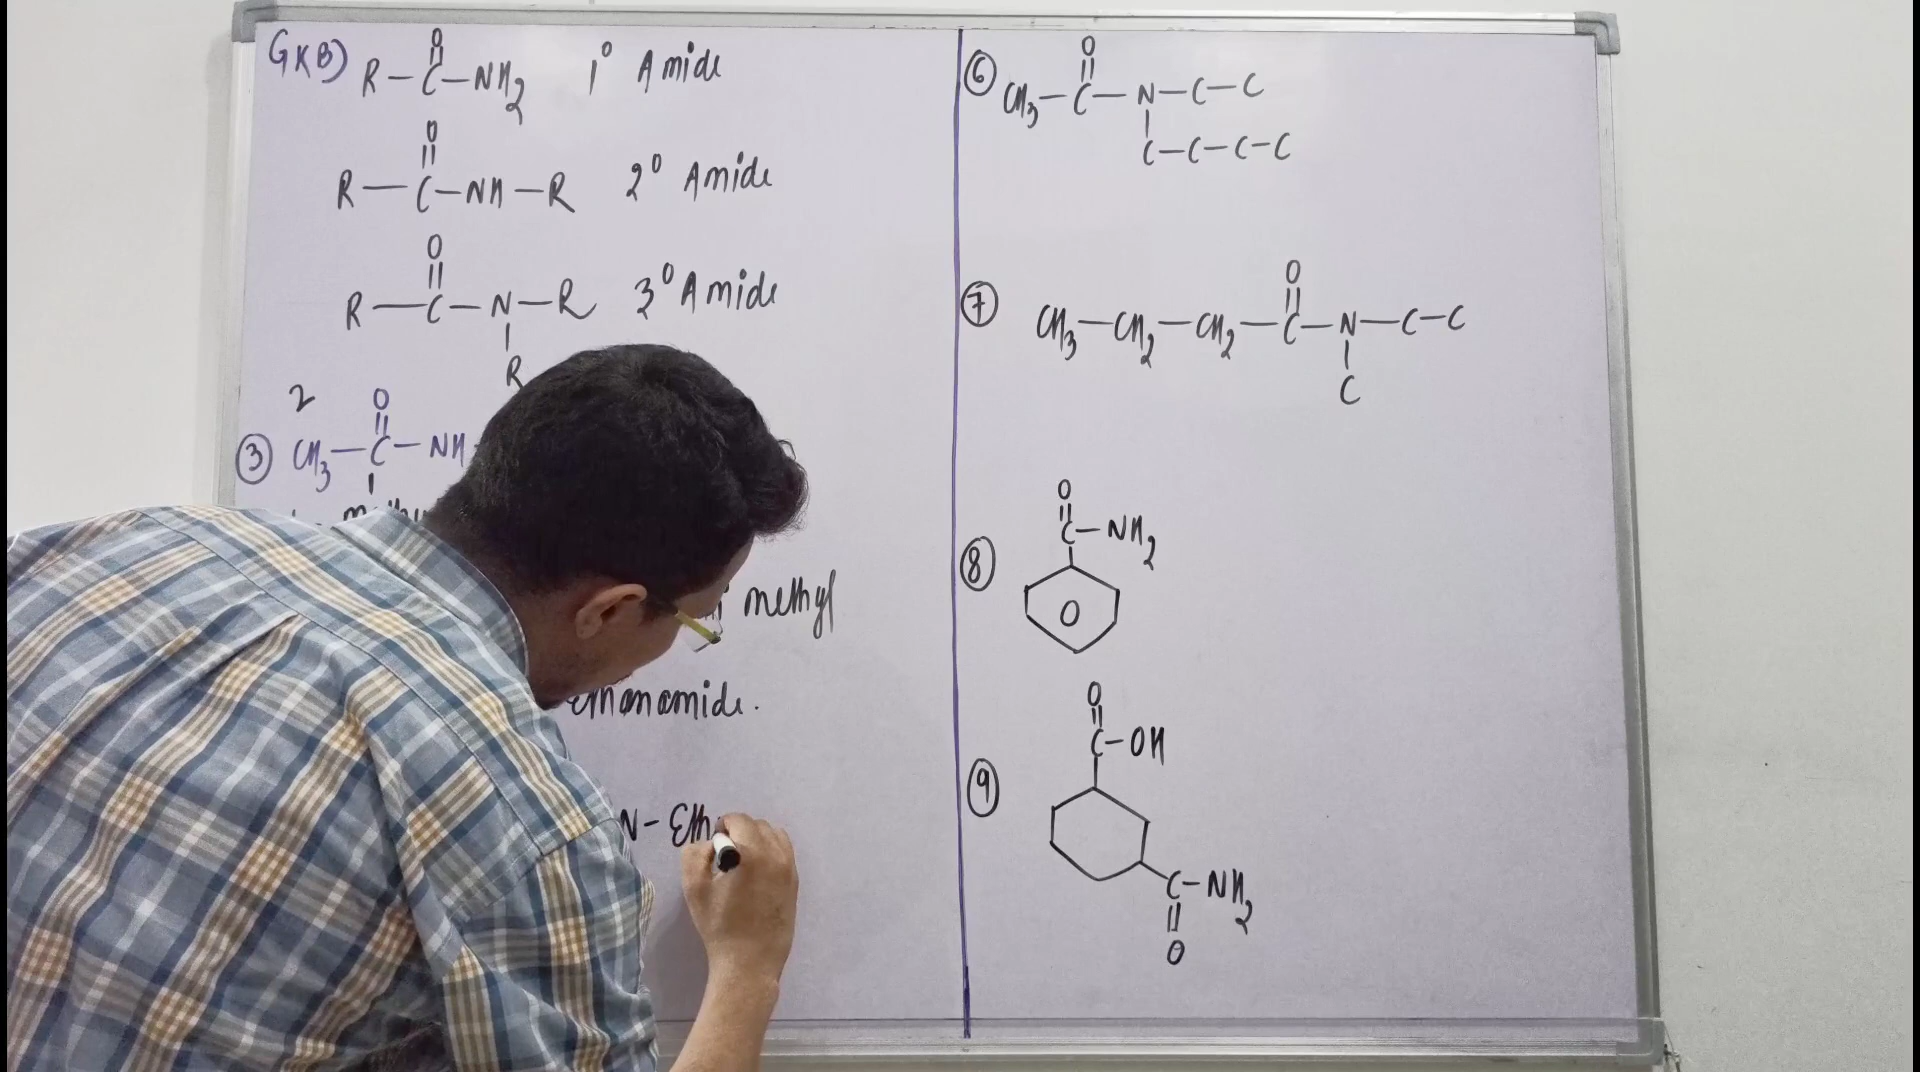 GKB)
O
R-C-NH2 1° Amide
O
R-C-NH-R 2° Amide
O
R-C-N-R 3° Amide
R
2
O
③ CH3-C-NH
methyl
ethanamide.
N- Eth
⑥
O
CH3-C-N-C-C
C-C-C-C
⑦
O
CH3-CH2-CH2-C-N-C-C
C
⑧
O
C-NH2
O
⑨
O
C-OH
C-NH2
O